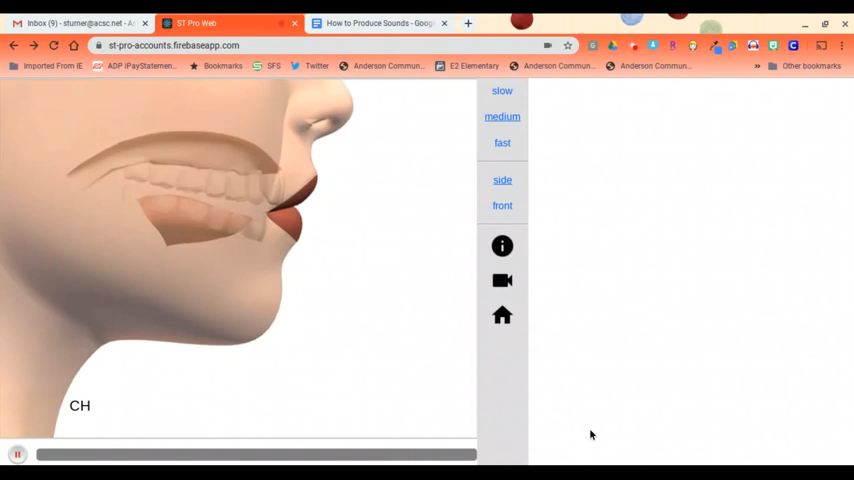 Inbox (9) - sturner@acsc.net - An
ST Pro Web
How to Produce Sounds - Googl
st-pro-accounts.firebaseapp.com
Imported From IE
ADP iPayStatemen...
Bookmarks
SFS
Twitter
Anderson Commun...
E2 Elementary
Anderson Commun...
Anderson Commun...
»
Other bookmarks
slow
medium
fast
side
front
CH